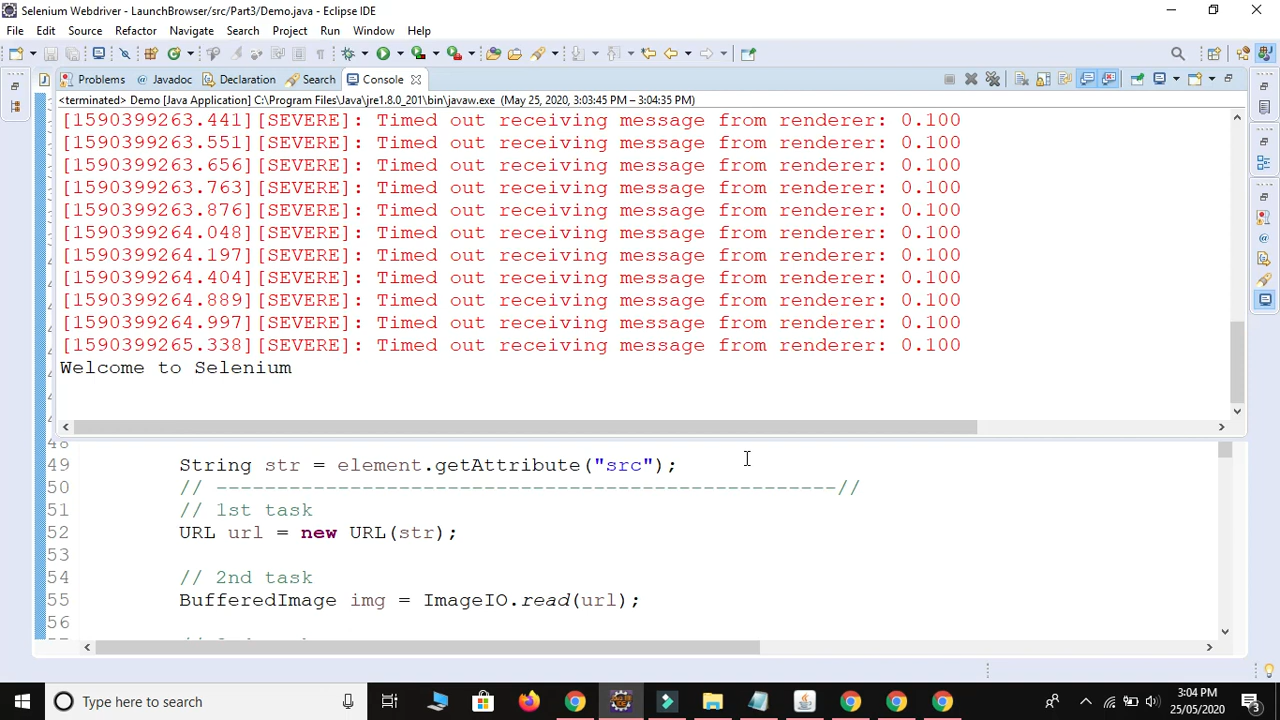 Selenium Webdriver - LaunchBrowser/src/Part3/Demo.java - Eclipse IDE
File Edit Source Refactor Navigate Search Project Run Window Help
Problems Javadoc Declaration Search Console
<terminated> Demo [Java Application] C:\Program Files\Java\jre1.8.0_201\bin\javaw.exe (May 25, 2020, 3:03:45 PM – 3:04:35 PM)
[1590399263.441][SEVERE]: Timed out receiving message from renderer: 0.100
[1590399263.551][SEVERE]: Timed out receiving message from renderer: 0.100
[1590399263.656][SEVERE]: Timed out receiving message from renderer: 0.100
[1590399263.763][SEVERE]: Timed out receiving message from renderer: 0.100
[1590399263.876][SEVERE]: Timed out receiving message from renderer: 0.100
[1590399264.048][SEVERE]: Timed out receiving message from renderer: 0.100
[1590399264.197][SEVERE]: Timed out receiving message from renderer: 0.100
[1590399264.404][SEVERE]: Timed out receiving message from renderer: 0.100
[1590399264.889][SEVERE]: Timed out receiving message from renderer: 0.100
[1590399264.997][SEVERE]: Timed out receiving message from renderer: 0.100
[1590399265.338][SEVERE]: Timed out receiving message from renderer: 0.100
Welcome to Selenium
48
49 String str = element.getAttribute("src");
50 // ---------------------------------------------------//
51 // 1st task
52 URL url = new URL(str);
53
54 // 2nd task
55 BufferedImage img = ImageIO.read(url);
56
Type here to search
3:04 PM
25/05/2020
3